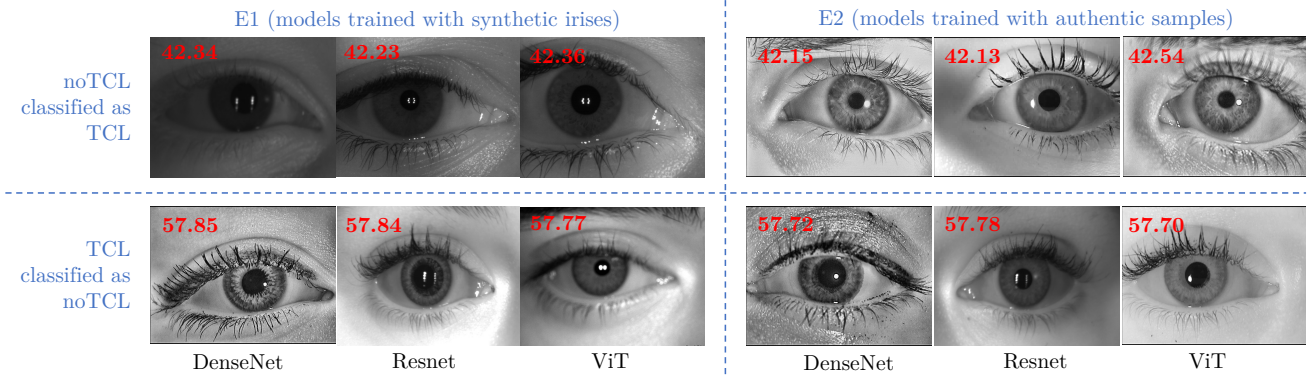 E1 (models trained with synthetic irises)
E2 (models trained with authentic samples)
noTCL
classified as
TCL
42.34
42.23
42.36
42.15
42.13
42.54
TCL
classified as
noTCL
57.85
57.84
57.77
57.72
57.78
57.70
DenseNet
Resnet
ViT
DenseNet
Resnet
ViT